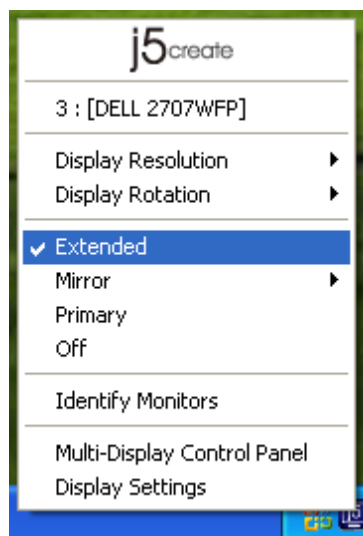 j5create
3 : [DELL 2707WFP]
Display Resolution
Display Rotation
Extended
Mirror
Primary
Off
Identify Monitors
Multi-Display Control Panel
Display Settings